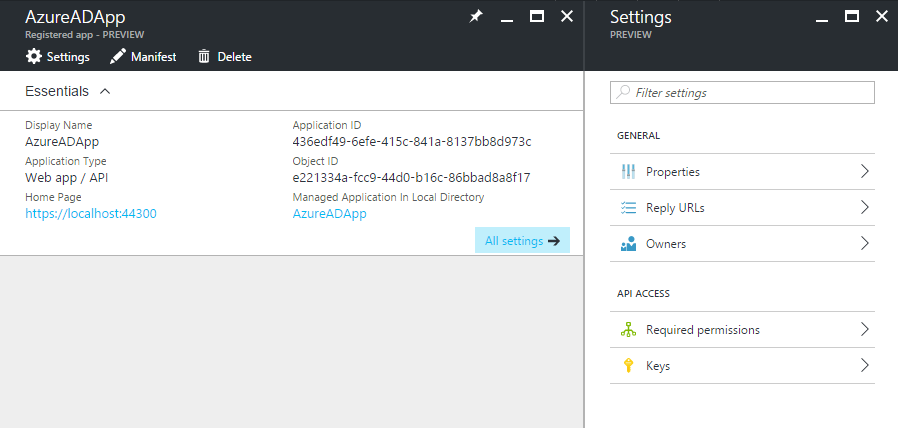 AzureADApp
Registered app - PREVIEW
Settings
Manifest
Delete
Essentials
Display Name
AzureADApp
Application Type
Web app / API
Home Page
https://localhost:44300
Application ID
436edf49-6efe-415c-841a-8137bb8d973c
Object ID
e221334a-fcc9-44d0-b16c-86bbad8a8f17
Managed Application In Local Directory
AzureADApp
All settings
Settings
PREVIEW
Filter settings
GENERAL
Properties
Reply URLs
Owners
API ACCESS
Required permissions
Keys